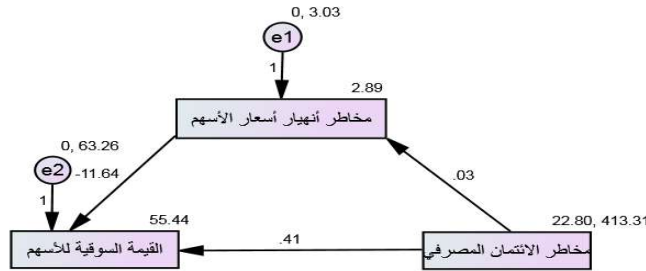 0, 3.03
e1
1
2.89
مخاطر أنهيار أسعار الأسهم
0, 63.26
e2
-11.64
.03
1
55.44
22.80, 413.31
القيمة السوقية للأسهم
.41
مخاطر الائتمان المصرفي